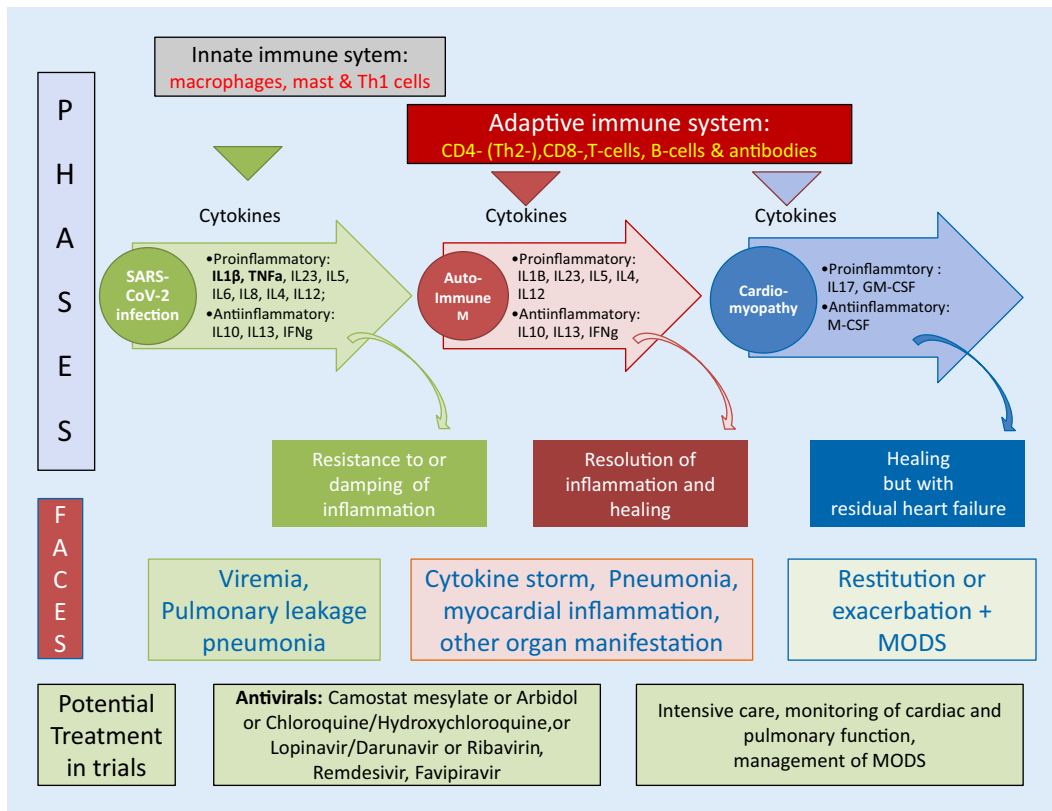 Innate immune sytem:
macrophages, mast & Th1 cells
PHASES
Adaptive immune system:
CD4- (Th2-),CD8-,T-cells, B-cells & antibodies
Cytokines
Cytokines
Cytokines
SARS-
CoV-2
infection
•Proinflammatory:
IL1β, TNFa, IL23, IL5,
IL6, IL8, IL4, IL12;
•Antiinflammatory:
IL10, IL13, IFNg
Auto-
Immune
M
•Proinflammatory:
IL1B, IL23, IL5, IL4,
IL12
•Antiinflammatory:
IL10, IL13, IFNg
Cardio-
myopathy
•Proinflammtory :
IL17, GM-CSF
•Antiinflammatory:
M-CSF
Resistance to or
damping of
inflammation
Resolution of
inflammation and
healing
Healing
but with
residual heart failure
FACES
Viremia,
Pulmonary leakage
pneumonia
Cytokine storm, Pneumonia,
myocardial inflammation,
other organ manifestation
Restitution or
exacerbation +
MODS
Potential
Treatment
in trials
Antivirals: Camostat mesylate or Arbidol
or Chloroquine/Hydroxychloroquine,or
Lopinavir/Darunavir or Ribavirin,
Remdesivir, Favipiravir
Intensive care, monitoring of cardiac and
pulmonary function,
management of MODS